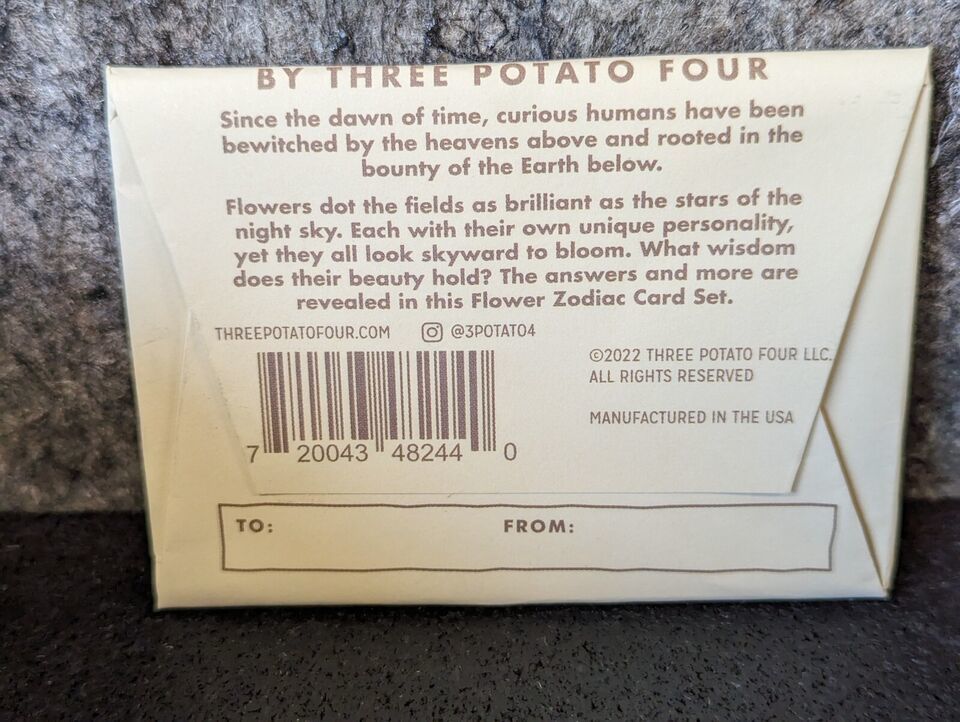 BY THREE POTATO FOUR
Since the dawn of time, curious humans have been
bewitched by the heavens above and rooted in the
bounty of the Earth below.
Flowers dot the fields as brilliant as the stars of the
night sky. Each with their own unique personality,
yet they all look skyward to bloom. What wisdom
does their beauty hold? The answers and more are
revealed in this Flower Zodiac Card Set.
THREEPOTATOFOUR.COM @3POTATO4
©2022 THREE POTATO FOUR LLC.
ALL RIGHTS RESERVED
MANUFACTURED IN THE USA
7 20043 48244 0
TO: FROM: